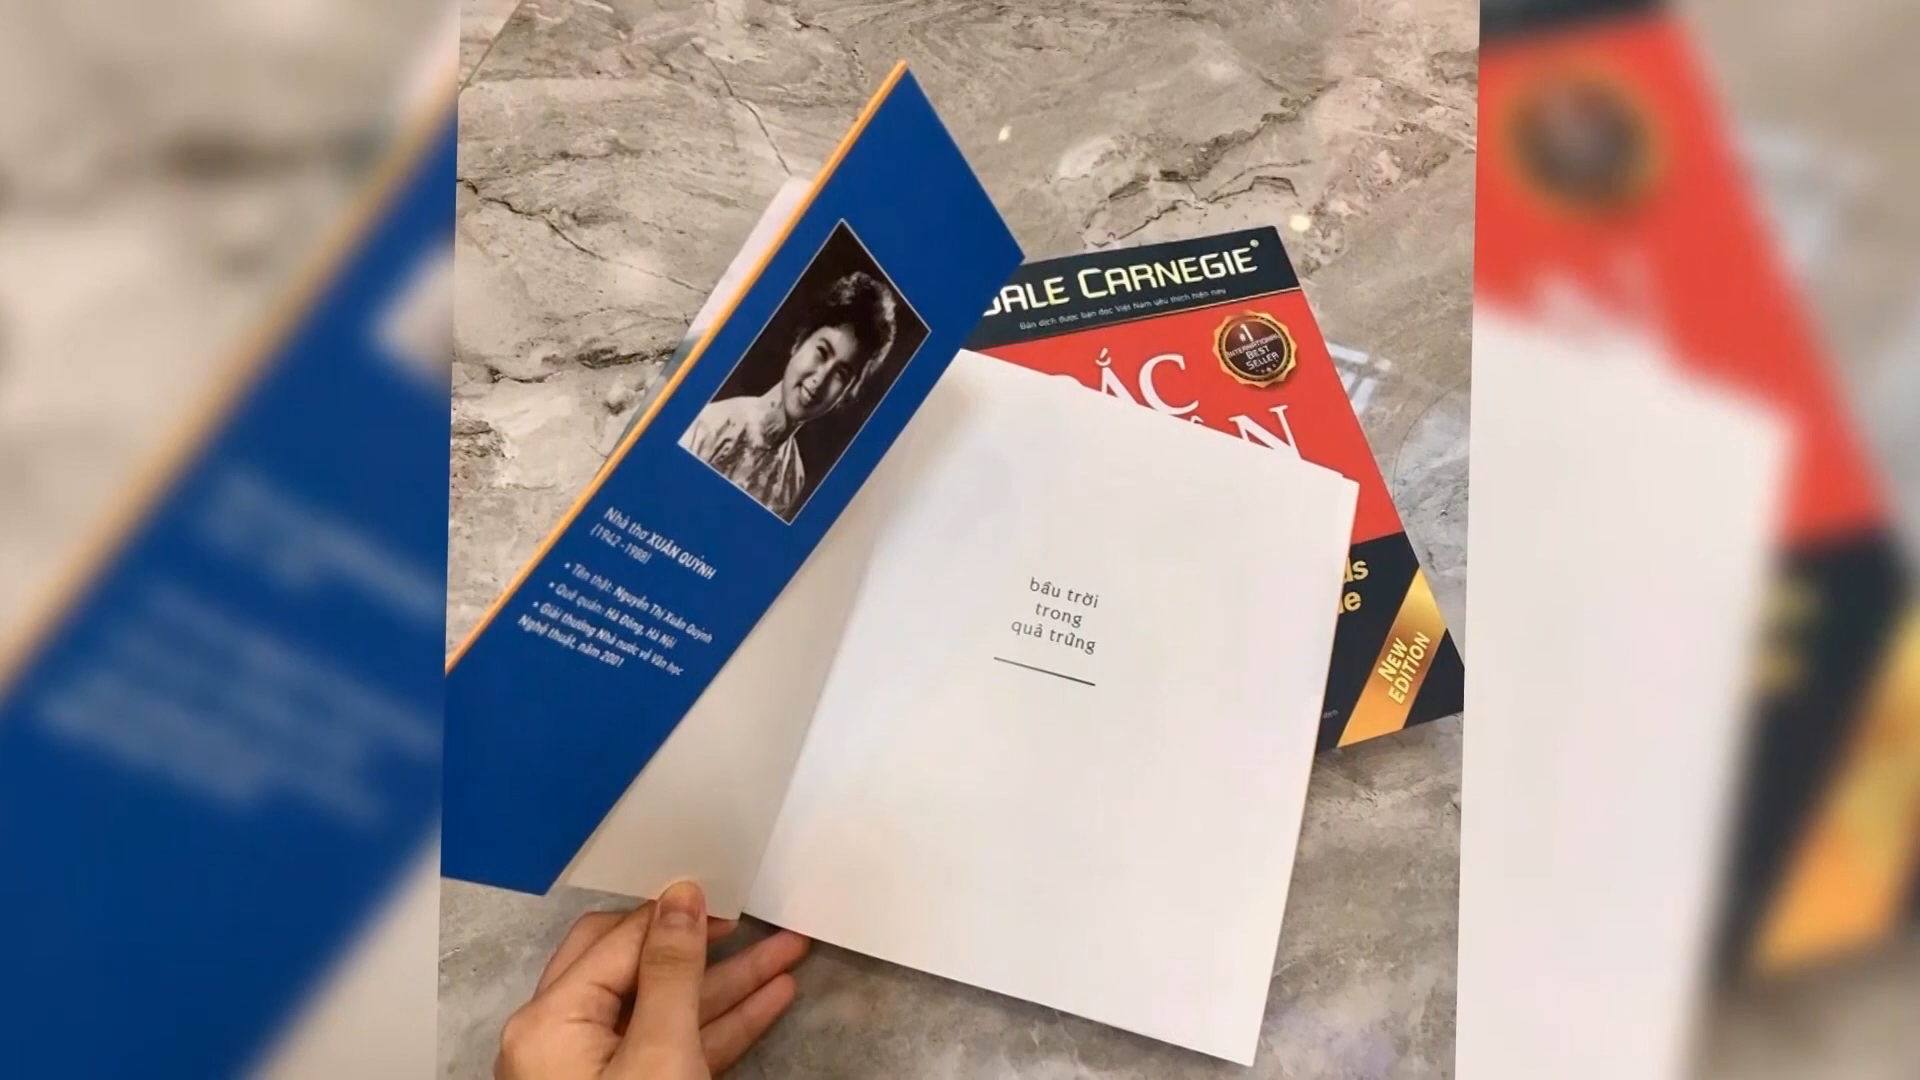 Nhà thơ XUÂN QUỲNH
(1942 - 1988)
• Tên thật: Nguyễn Thị Xuân Quỳnh
• Quê quán: Hà Đông, Hà Nội
• Giải thưởng Nhà nước về Văn học
Nghệ thuật, năm 2001
bầu trời
trong
quả trứng
DALE CARNEGIE
Bản dịch được bạn đọc Việt Nam yêu thích hiện nay
#1
INTERNATIONAL
BEST
SELLER
ẮC
N
NEW
EDITION